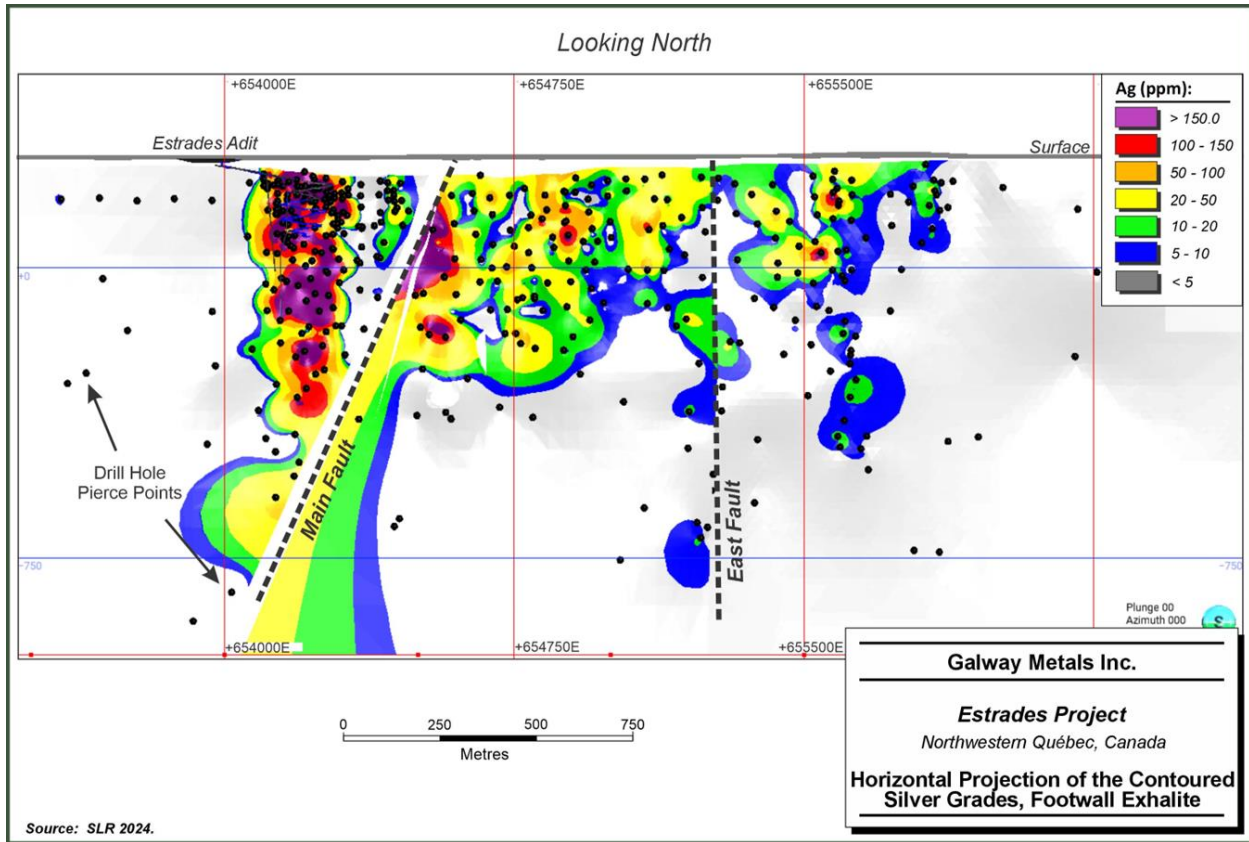 Looking North
+654000E
+654750E
+655500E
Estrades Adit
Surface
Ag (ppm):
> 150.0
100 - 150
50 - 100
20 - 50
10 - 20
5 - 10
< 5
+0
Drill Hole
Pierce Points
Main Fault
East Fault
-750
-750
Plunge 00
Azimuth 000
S
+654000E
+654750E
+655500E
0 250 500 750
Metres
Galway Metals Inc.
Estrades Project
Northwestern Québec, Canada
Horizontal Projection of the Contoured
Silver Grades, Footwall Exhalite
Source: SLR 2024.